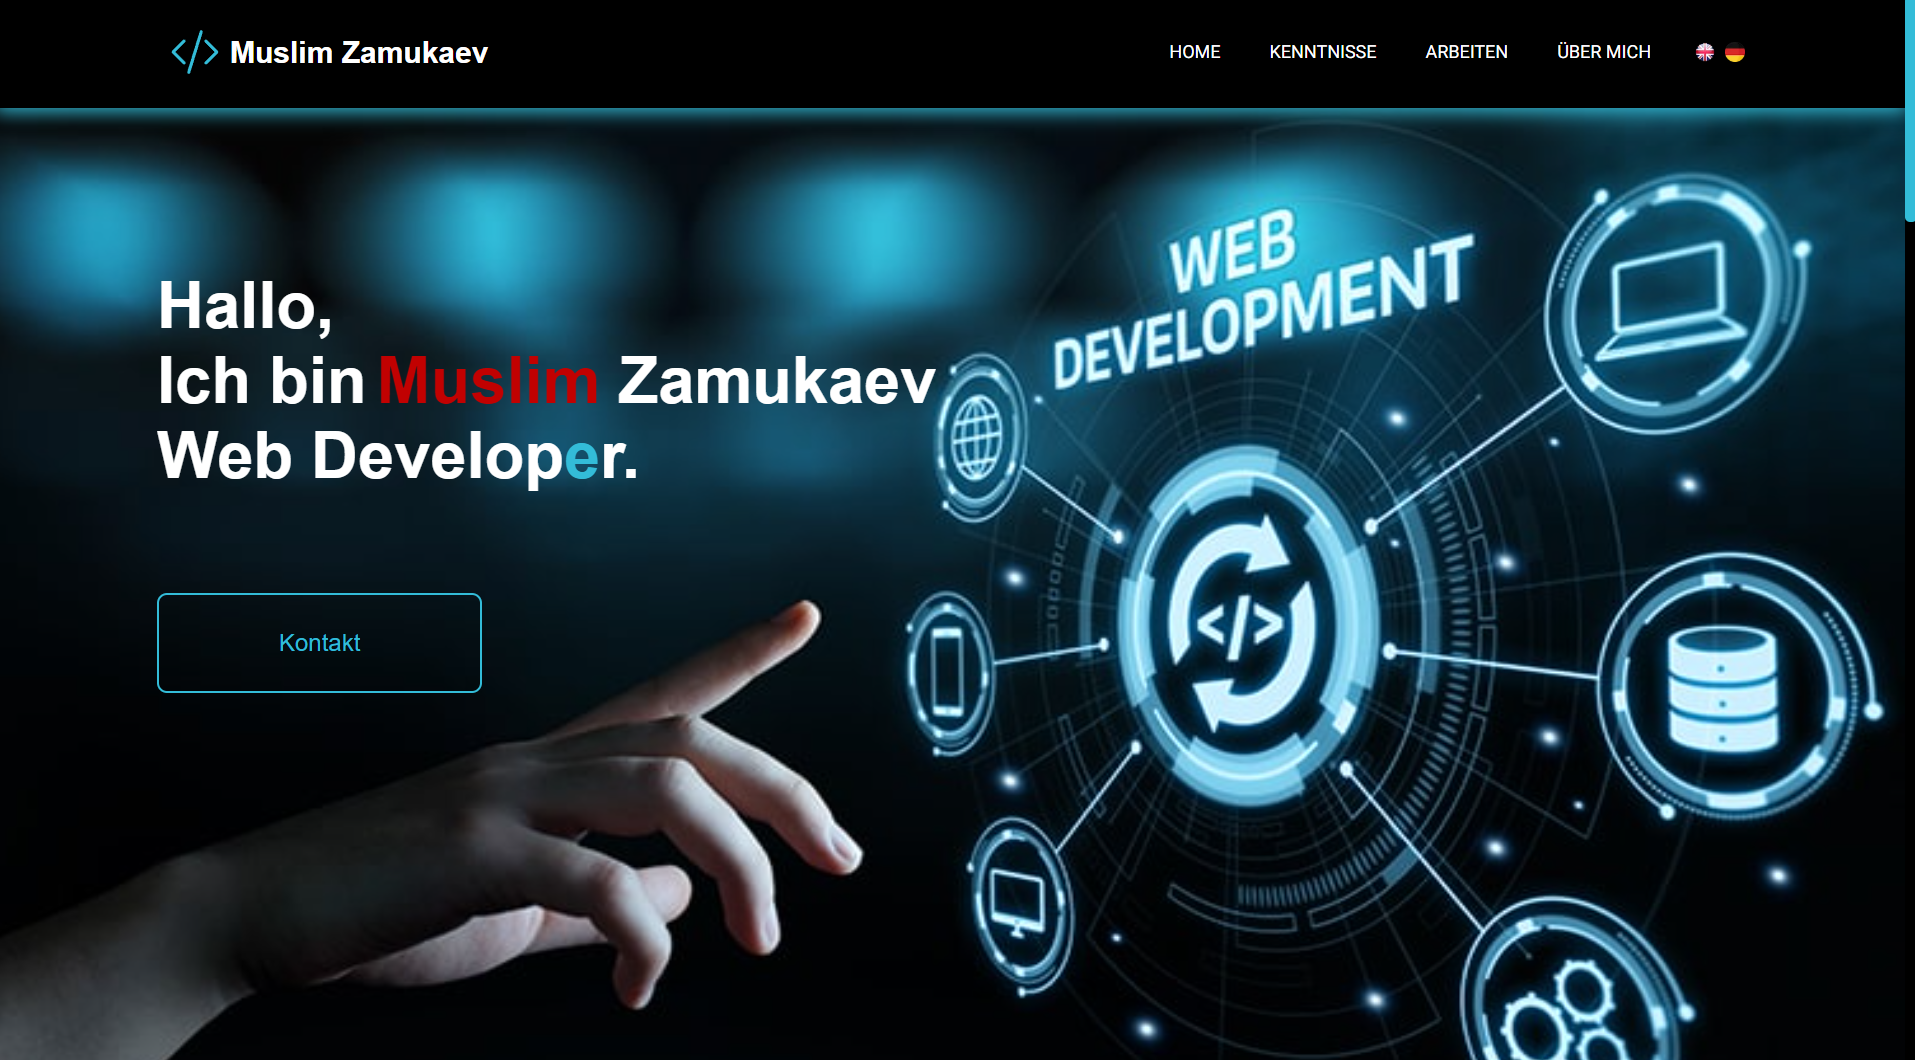 </> Muslim Zamukaev
HOME KENNTNISSE ARBEITEN ÜBER MICH
WEB
DEVELOPMENT
Hallo,
Ich bin Muslim Zamukaev
Web Developer.
</>
Kontakt